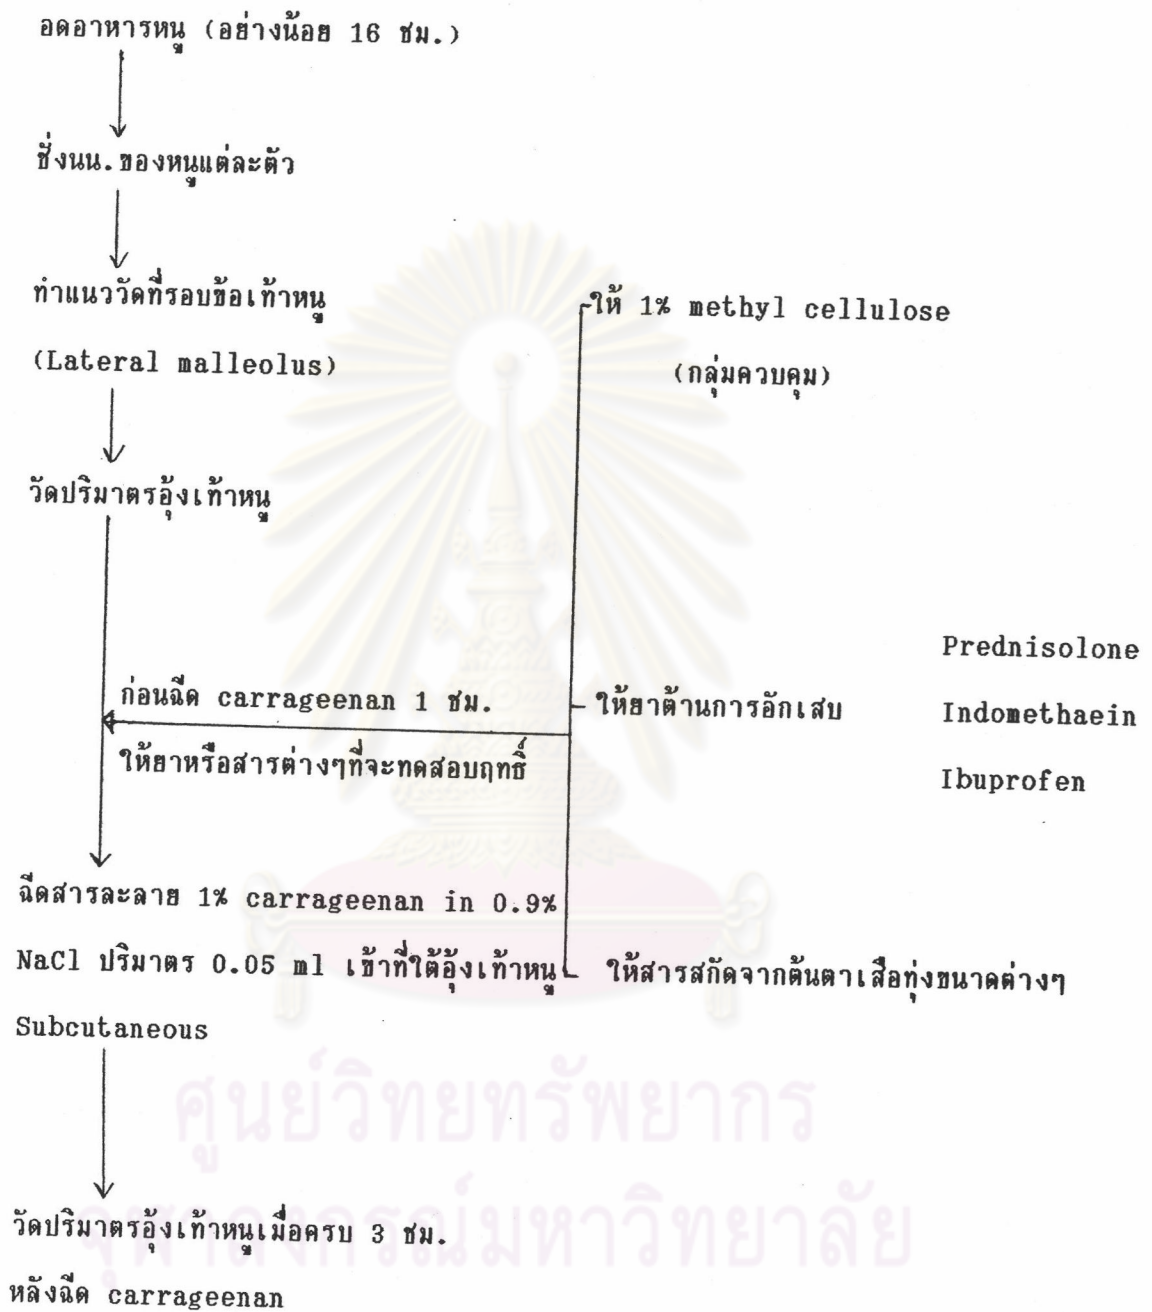 อดอาหารหนู (อย่างน้อย 16 ชม.)
ชั่งนน.ของหนูแต่ละตัว
ทำแนววัดที่รอบข้อเท้าหนู
(Lateral malleolus)
วัดปริมาตรอุ้งเท้าหนู
ให้ 1% methyl cellulose
(กลุ่มควบคุม)
ก่อนฉีด carrageenan 1 ชม.
ให้ยาหรือสารต่างๆที่จะทดสอบฤทธิ์
ให้ยาต้านการอักเสบ
Prednisolone
Indomethaein
Ibuprofen
ฉีดสารละลาย 1% carrageenan in 0.9%
NaCl ปริมาตร 0.05 ml เข้าที่ใต้อุ้งเท้าหนู
Subcutaneous
ให้สารสกัดจากต้นตาเสือทุ่งขนาดต่างๆ
วัดปริมาตรอุ้งเท้าหนูเมื่อครบ 3 ชม.
หลังฉีด carrageenan
ศูนย์วิทยทรัพยากร
จุฬาลงกรณ์มหาวิทยาลัย